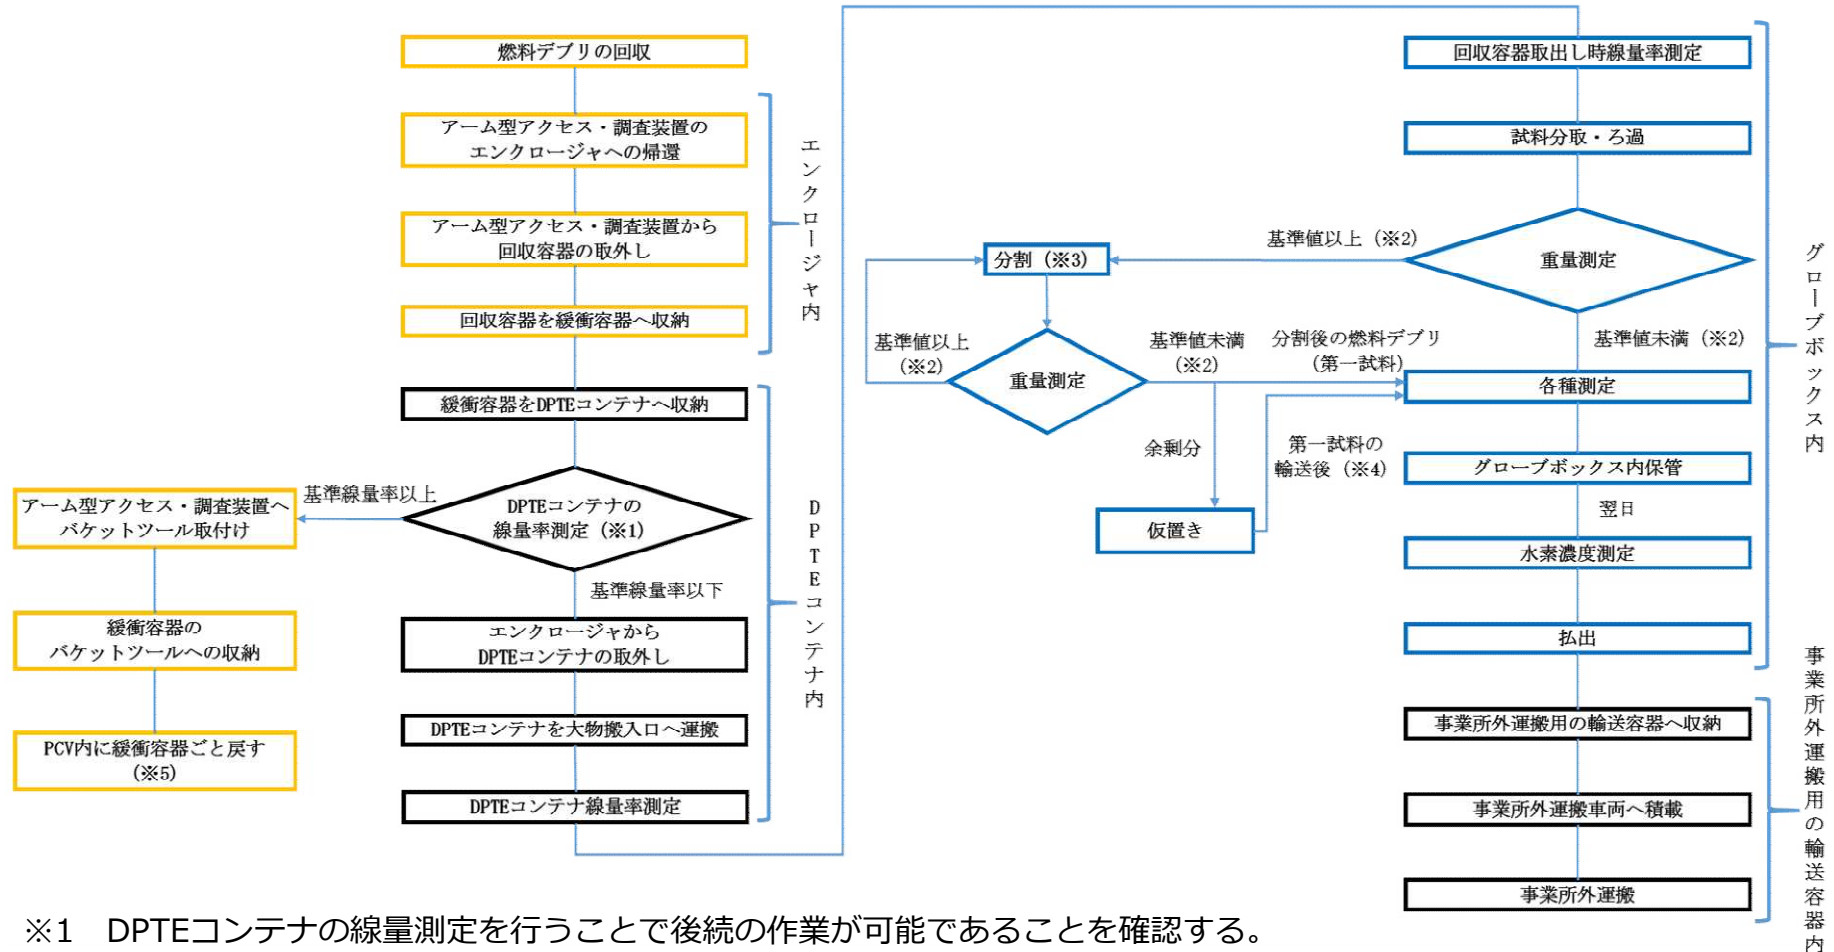 燃料デブリの回収
アーム型アクセス・調査装置の
エンクロージャへの帰還
アーム型アクセス・調査装置から
回収容器の取外し
回収容器を緩衝容器へ収納
エンクロージャ内
緩衝容器をDPTEコンテナへ収納
DPTEコンテナの
線量率測定（※1）
基準線量率以上
アーム型アクセス・調査装置へ
バケットツール取付け
緩衝容器の
バケットツールへの収納
PCV内に緩衝容器ごと戻す
（※5）
基準線量率以下
エンクロージャから
DPTEコンテナの取外し
DPTEコンテナを大物搬入口へ運搬
DPTEコンテナ線量率測定
DPTEコンテナ内
回収容器取出し時線量率測定
試料分取・ろ過
重量測定
基準値以上（※2）
分割（※3）
重量測定
基準値以上
（※2）
基準値未満
（※2）
分割後の燃料デブリ
（第一試料）
基準値未満（※2）
余剰分
仮置き
第一試料の
輸送後（※4）
各種測定
グローブボックス内保管
翌日
水素濃度測定
払出
グローブボックス内
事業所外運搬用の輸送容器へ収納
事業所外運搬車両へ積載
事業所外運搬
事業所外運搬用の輸送容器内
※1　DPTEコンテナの線量測定を行うことで後続の作業が可能であることを確認する。